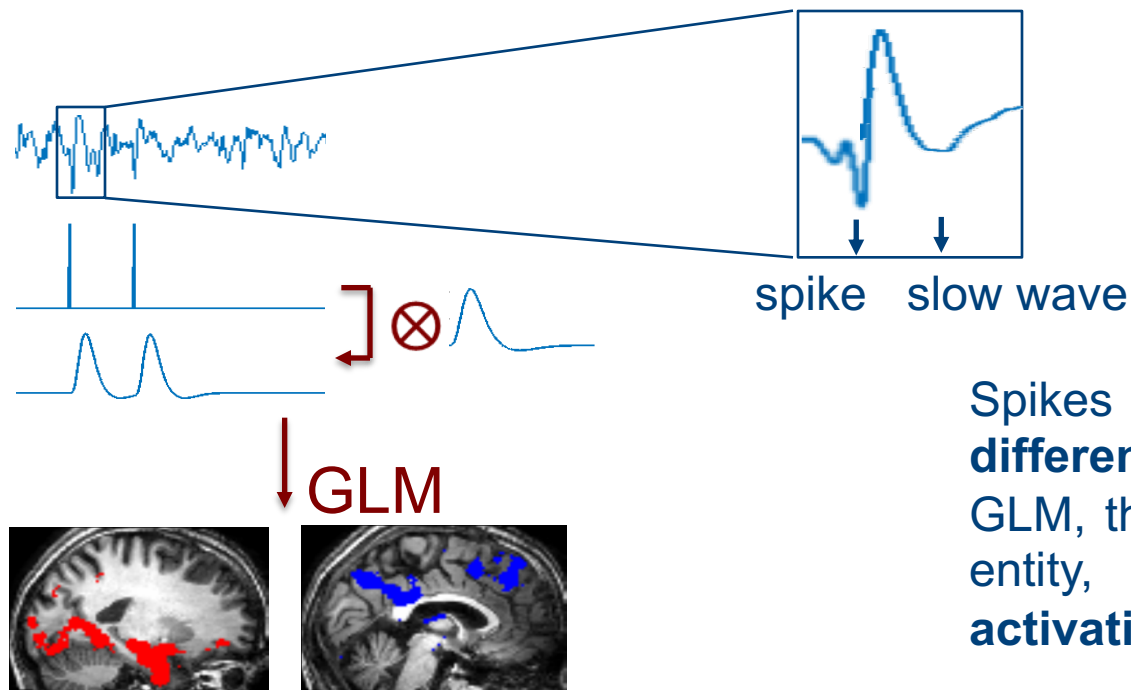 spike slow wave
GLM
Spikes
differen
GLM, th
entity,
activati